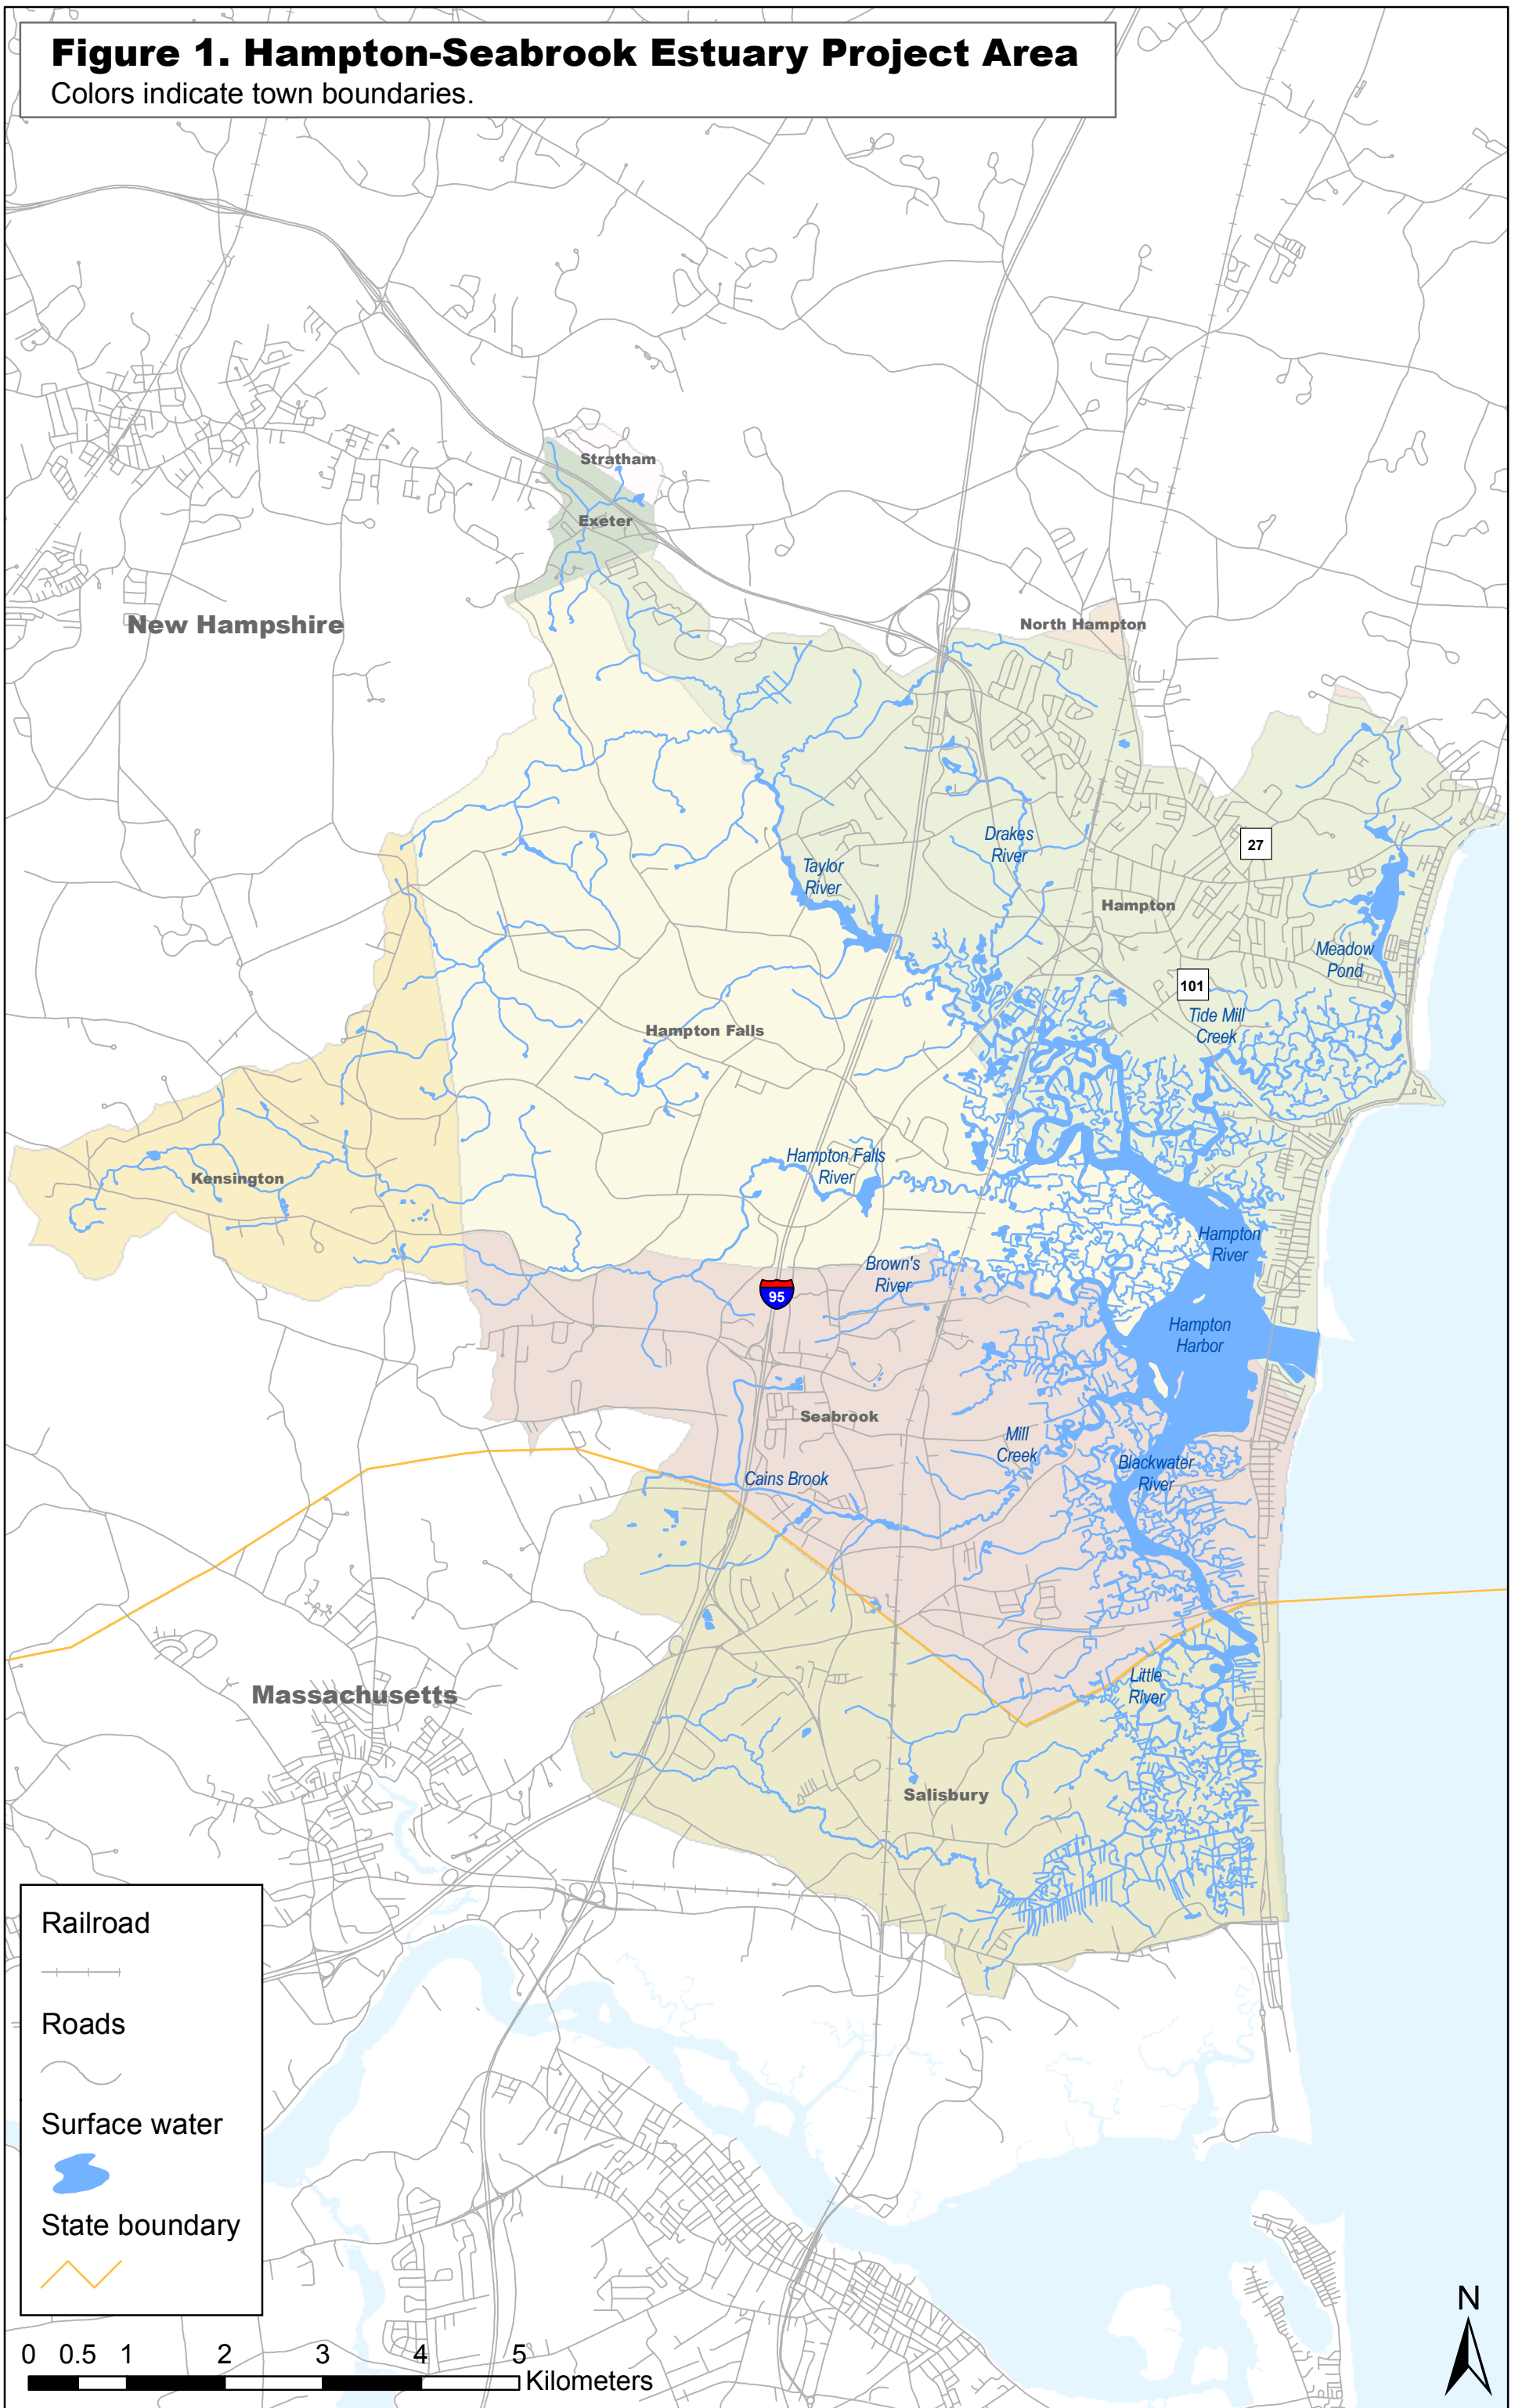 Figure 1. Hampton-Seabrook Estuary Project Area
Colors indicate town boundaries.
Stratham
Exeter
New Hampshire
North Hampton
Drakes
River
27
Taylor
River
Hampton
Meadow
Pond
101
Tide Mill
Creek
Hampton Falls
Hampton Falls
River
Kensington
Hampton
River
Brown's
River
95
Hampton
Harbor
Seabrook
Mill
Creek
Blackwater
River
Cains Brook
Little
River
Massachusetts
Salisbury
Railroad
Roads
Surface water
State boundary
N
0 0.5 1 2 3 4 5
Kilometers